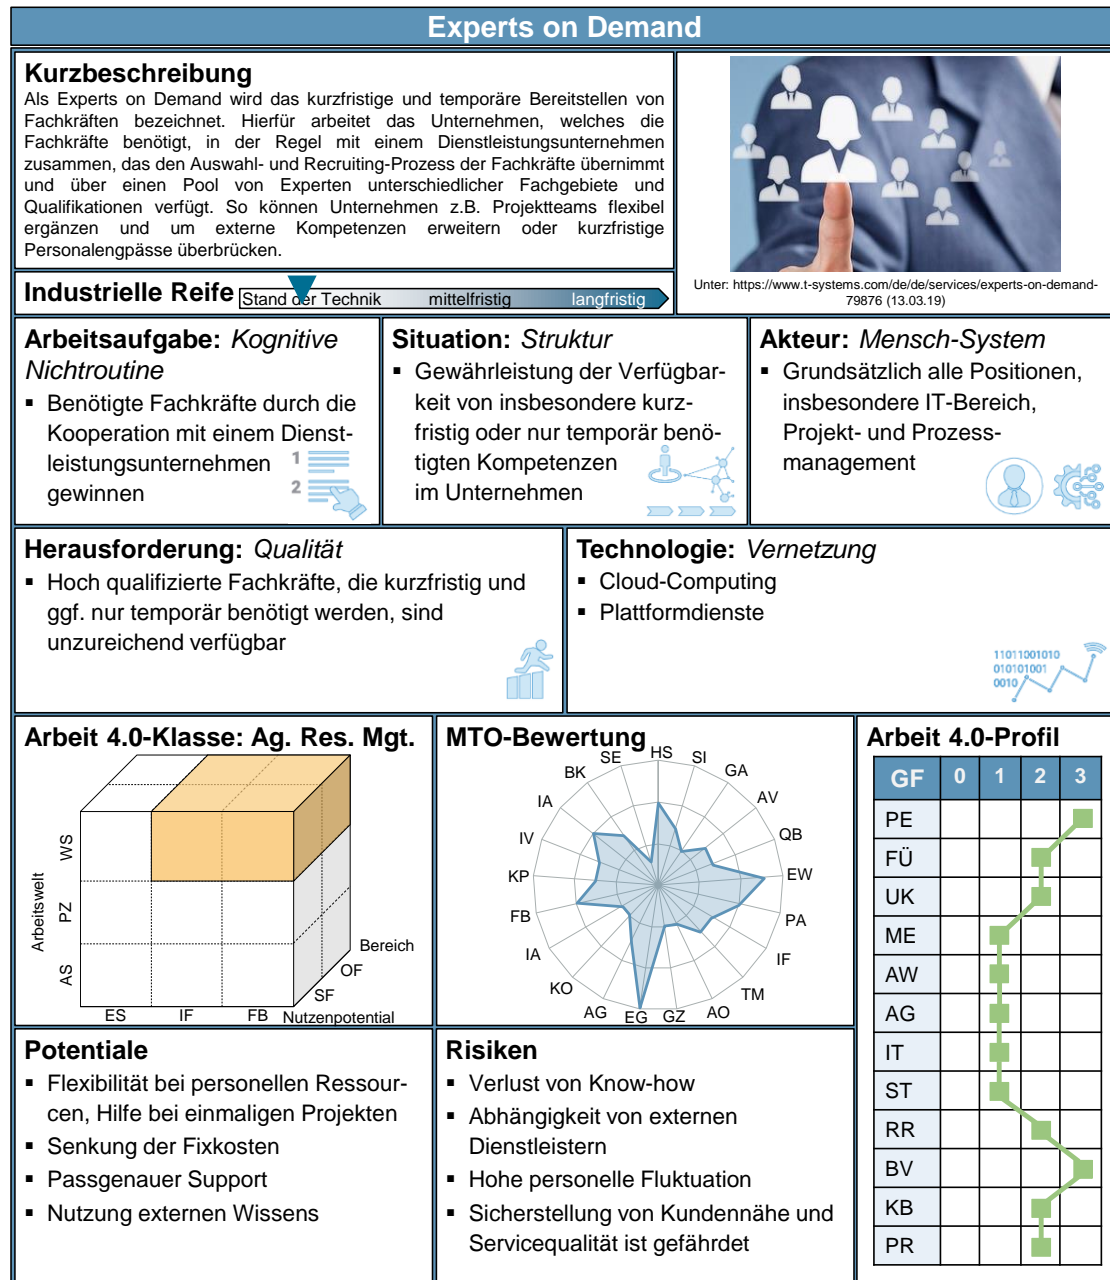 Experts on Demand
Kurzbeschreibung
Als Experts on Demand wird das kurzfristige und temporäre Bereitstellen von
Fachkräften bezeichnet. Hierfür arbeitet das Unternehmen, welches die
Fachkräfte benötigt, in der Regel mit einem Dienstleistungsunternehmen
zusammen, das den Auswahl- und Recruiting-Prozess der Fachkräfte übernimmt
und über einen Pool von Experten unterschiedlicher Fachgebiete und
Qualifikationen verfügt. So können Unternehmen z.B. Projektteams flexibel
ergänzen und um externe Kompetenzen erweitern oder kurzfristige
Personalengpässe überbrücken.
Unter: https://www.t-systems.com/de/de/services/experts-on-demand-
79876 (13.03.19)
Industrielle Reife
Stand der Technik mittelfristig langfristig
Arbeitsaufgabe: Kognitive
Nichtroutine
▪ Benötigte Fachkräfte durch die
Kooperation mit einem Dienst-
leistungsunternehmen
gewinnen
1
2
Situation: Struktur
▪ Gewährleistung der Verfügbar-
keit von insbesondere kurz-
fristig oder nur temporär benö-
tigten Kompetenzen
im Unternehmen
Akteur: Mensch-System
▪ Grundsätzlich alle Positionen,
insbesondere IT-Bereich,
Projekt- und Prozess-
management
Herausforderung: Qualität
▪ Hoch qualifizierte Fachkräfte, die kurzfristig und
ggf. nur temporär benötigt werden, sind
unzureichend verfügbar
Technologie: Vernetzung
▪ Cloud-Computing
▪ Plattformdienste
11011001010
010101001
0010
Arbeit 4.0-Klasse: Ag. Res. Mgt.
Arbeitswelt
WS
PZ
AS
ES IF FB Nutzenpotential
SF
OF
Bereich
MTO-Bewertung
HS
SI
GA
AV
QB
EW
PA
IF
TM
AO
GZ
EG
AG
KO
IA
FB
KP
IV
IA
BK
SE
Arbeit 4.0-Profil
GF 0 1 2 3
PE
FÜ
UK
ME
AW
AG
IT
ST
RR
BV
KB
PR
Potentiale
▪ Flexibilität bei personellen Ressour-
cen, Hilfe bei einmaligen Projekten
▪ Senkung der Fixkosten
▪ Passgenauer Support
▪ Nutzung externen Wissens
Risiken
▪ Verlust von Know-how
▪ Abhängigkeit von externen
Dienstleistern
▪ Hohe personelle Fluktuation
▪ Sicherstellung von Kundennähe und
Servicequalität ist gefährdet